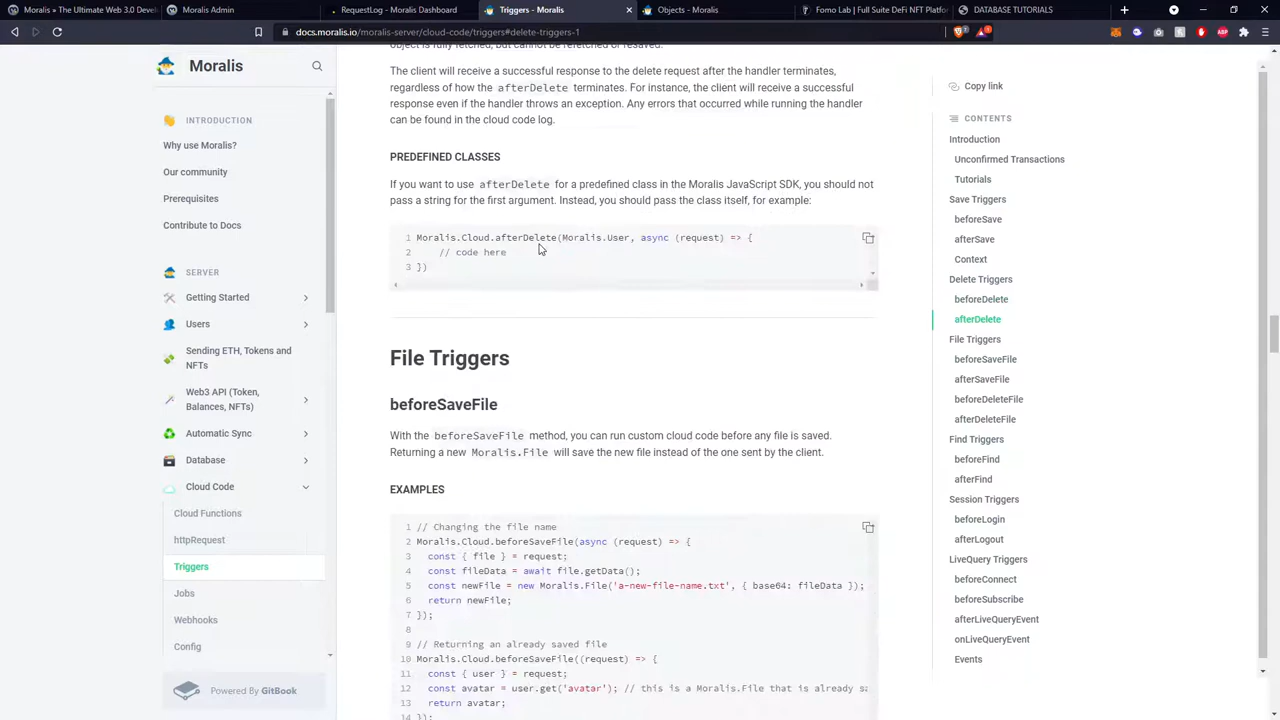 Moralis » The Ultimate Web 3.0 Devel
Moralis Admin
RequestLog - Moralis Dashboard
Triggers - Moralis
Objects - Moralis
Fomo Lab | Full Suite DeFi NFT Platfo
DATABASE TUTORIALS
docs.moralis.io/moralis-server/cloud-code/triggers#delete-triggers-1
Moralis
INTRODUCTION
Why use Moralis?
Our community
Prerequisites
Contribute to Docs
SERVER
Getting Started
Users
Sending ETH, Tokens and
NFTs
Web3 API (Token,
Balances, NFTs)
Automatic Sync
Database
Cloud Code
Cloud Functions
httpRequest
Triggers
Jobs
Webhooks
Config
Powered By GitBook
object is fully fetched, but cannot be refetched or resaved.
The client will receive a successful response to the delete request after the handler terminates,
regardless of how the afterDelete terminates. For instance, the client will receive a successful
response even if the handler throws an exception. Any errors that occurred while running the handler
can be found in the cloud code log.
PREDEFINED CLASSES
If you want to use afterDelete for a predefined class in the Moralis JavaScript SDK, you should not
pass a string for the first argument. Instead, you should pass the class itself, for example:
1 Moralis.Cloud.afterDelete(Moralis.User, async (request) => {
2 // code here
3 })
File Triggers
beforeSaveFile
With the beforeSaveFile method, you can run custom cloud code before any file is saved.
Returning a new Moralis.File will save the new file instead of the one sent by the client.
EXAMPLES
1 // Changing the file name
2 Moralis.Cloud.beforeSaveFile(async (request) => {
3 const { file } = request;
4 const fileData = await file.getData();
5 const newFile = new Moralis.File('a-new-file-name.txt', { base64: fileData });
6 return newFile;
7 });
8
9 // Returning an already saved file
10 Moralis.Cloud.beforeSaveFile((request) => {
11 const { user } = request;
12 const avatar = user.get('avatar'); // this is a Moralis.File that is already sa
13 return avatar;
14 });
Copy link
CONTENTS
Introduction
Unconfirmed Transactions
Tutorials
Save Triggers
beforeSave
afterSave
Context
Delete Triggers
beforeDelete
afterDelete
File Triggers
beforeSaveFile
afterSaveFile
beforeDeleteFile
afterDeleteFile
Find Triggers
beforeFind
afterFind
Session Triggers
beforeLogin
afterLogout
LiveQuery Triggers
beforeConnect
beforeSubscribe
afterLiveQueryEvent
onLiveQueryEvent
Events